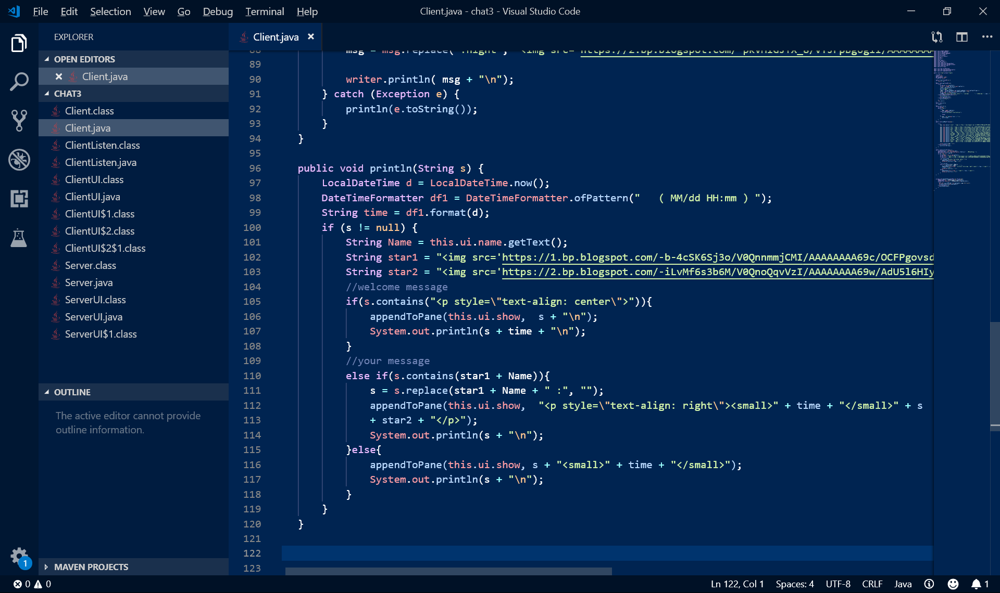 File Edit Selection View Go Debug Terminal Help
Client.java - chat3 - Visual Studio Code
EXPLORER
OPEN EDITORS
Client.java
CHAT3
Client.class
Client.java
ClientListen.class
ClientListen.java
ClientUI.class
ClientUI.java
ClientUI$1.class
ClientUI$2.class
ClientUI$2$1.class
Server.class
Server.java
ServerUI.class
ServerUI.java
ServerUI$1.class
OUTLINE
The active editor cannot provide
outline information.
MAVEN PROJECTS
1
Client.java
88 msg = msg.replace(
89
90 writer.println( msg + "\n");
91 } catch (Exception e) {
92 println(e.toString());
93 }
94 }
95
96 public void println(String s) {
97 LocalDateTime d = LocalDateTime.now();
98 DateTimeFormatter df1 = DateTimeFormatter.ofPattern("   ( MM/dd HH:mm ) ");
99 String time = df1.format(d);
100 if (s != null) {
101 String Name = this.ui.name.getText();
102 String star1 = "<img src='https://1.bp.blogspot.com/-b-4cSK6Sj3o/V0QnnmmjCMI/AAAAAAAA69c/OCFPgovsd
103 String star2 = "<img src='https://2.bp.blogspot.com/-iLvMf6s3b6M/V0QnoQqvVzI/AAAAAAAA69w/AdU5l6HIy
104 //welcome message
105 if(s.contains("<p style=\"text-align: center\">")){
106 appendToPane(this.ui.show,  s + "\n");
107 System.out.println(s + time + "\n");
108 }
109 //your message
110 else if(s.contains(star1 + Name)){
111 s = s.replace(star1 + Name + " :", "");
112 appendToPane(this.ui.show,  "<p style=\"text-align: right\"><small>" + time + "</small>" + s
113 + star2 + "</p>");
114 System.out.println(s + "\n");
115 }else{
116 appendToPane(this.ui.show, s + "<small>" + time + "</small>");
117 System.out.println(s + "\n");
118 }
119 }
120 }
121
122
123
0 0
Ln 122, Col 1 Spaces: 4 UTF-8 CRLF Java 1